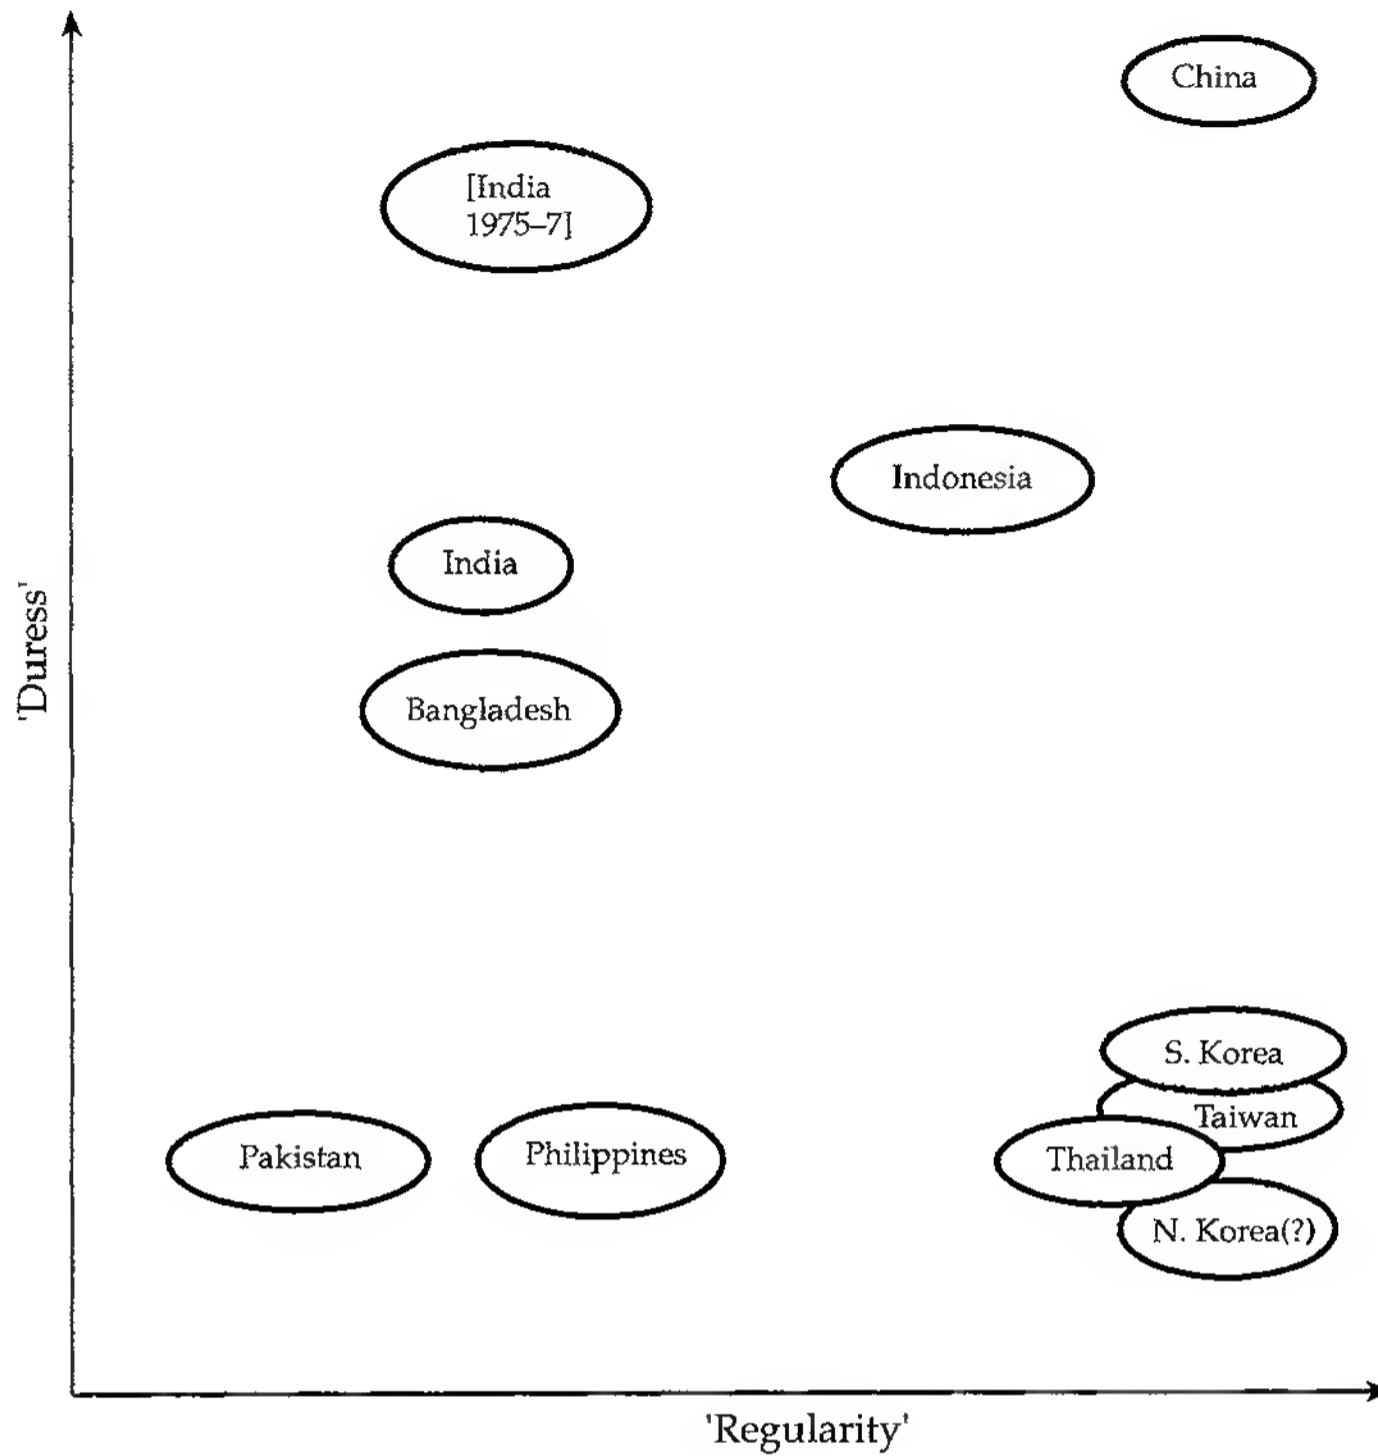 China
[India
1975–7]
Indonesia
India
'Duress'
Bangladesh
S. Korea
Taiwan
Pakistan
Philippines
Thailand
N. Korea(?)
'Regularity'